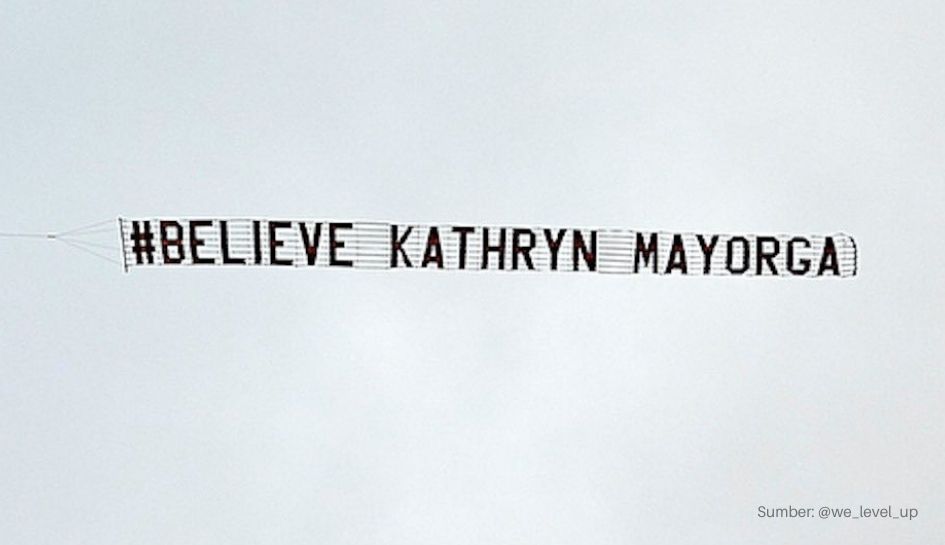 #BELIEVE KATHRYN MAYORGA
Sumber: @we_level_up